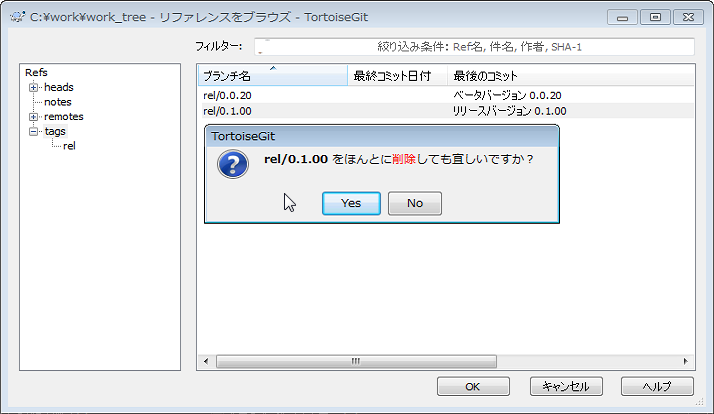 C:¥work¥work_tree - リファレンスをブラウズ - TortoiseGit
フィルター: 絞り込み条件: Ref名, 件名, 作者, SHA-1
Refs
heads
notes
remotes
tags
rel
ブランチ名 最終コミット日付 最後のコミット
rel/0.0.20 ベータバージョン 0.0.20
rel/0.1.00 リリースバージョン 0.1.00
TortoiseGit
rel/0.1.00 をほんとに削除しても宜しいですか？
Yes No
OK キャンセル ヘルプ